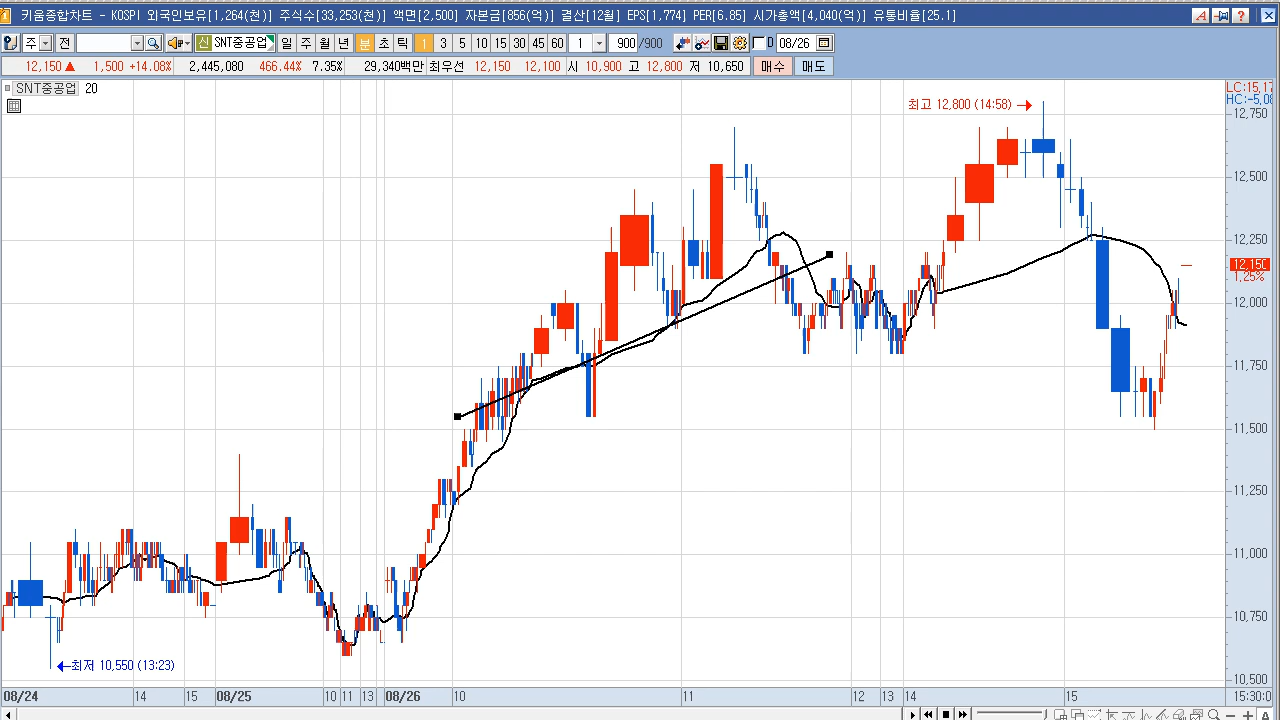 키움종합차트 - KOSPI 외국인보유[1,264(천)] 주식수[33,253(천)] 액면[2,500] 자본금[856(억)] 결산[12월] EPS[1,774] PER[6.85] 시가총액[4,040(억)] 유통비율[25.1]
주 전 신 SNT중공업 일 주 월 년 분 초 틱 1 3 5 10 15 30 45 60 1 900 /900 D 08/26
12,150 ▲ 1,500 +14.08% 2,445,080 466.44% 7.35% 29,340백만 최우선 12,150 12,100 시 10,900 고 12,800 저 10,650 매수 매도
SNT중공업 20
LC:15,17
HC:-5,08
최고 12,800 (14:58)
12,750
12,500
12,250
12,150
1.25%
12,000
11,750
11,500
11,250
11,000
10,750
최저 10,550 (13:23)
10,500
08/24 14 15 08/25 10 11 13 08/26 10 11 12 13 14 15 15:30:0
A